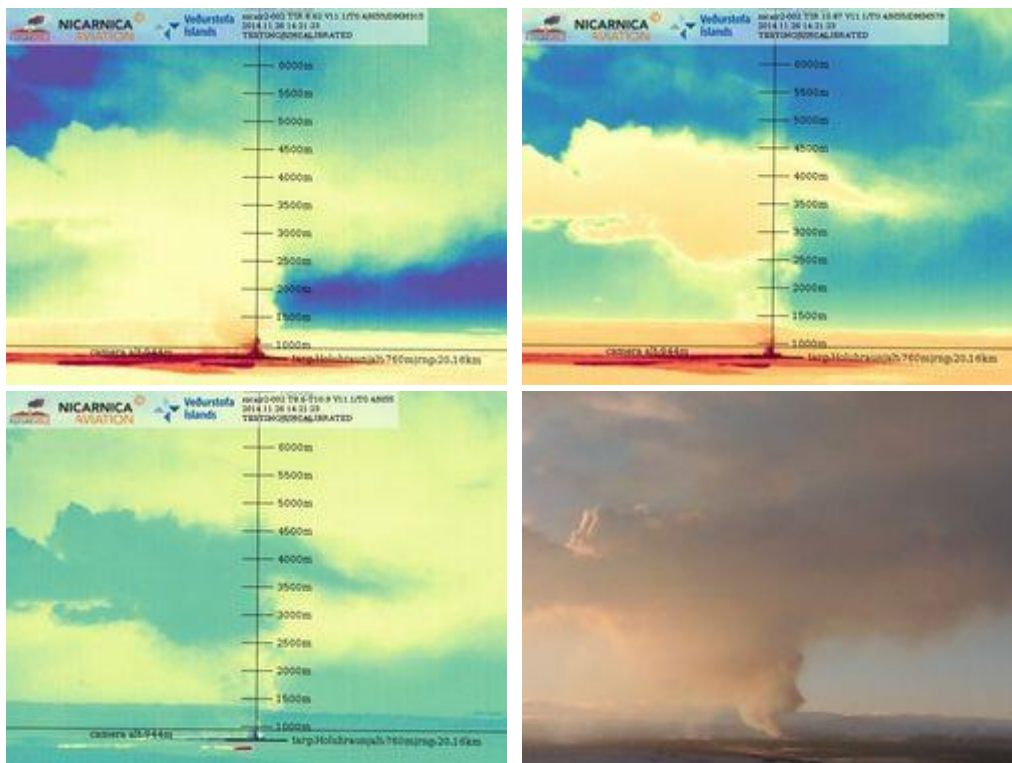 NICARNICA
AVIATION
Veðurstofa
Íslands
2014.11.26 14:21:23
TESTING/UNCALIBRATED
6000m
5500m
5000m
4500m
4000m
3500m
3000m
2500m
2000m
1500m
1000m
camera alt:944m
targ.Holuhraun|alt:760m|rng:20.16km
NICARNICA
AVIATION
Veðurstofa
Íslands
2014.11.26 14:21:23
TESTING/UNCALIBRATED
6000m
5500m
5000m
4500m
4000m
3500m
3000m
2500m
2000m
1500m
1000m
camera alt:944m
targ.Holuhraun|alt:760m|rng:20.16km
NICARNICA
AVIATION
Veðurstofa
Íslands
2014.11.26 14:21:23
TESTING/UNCALIBRATED
6000m
5500m
5000m
4500m
4000m
3500m
3000m
2500m
2000m
1500m
1000m
camera alt:944m
targ.Holuhraun|alt:760m|rng:20.16km